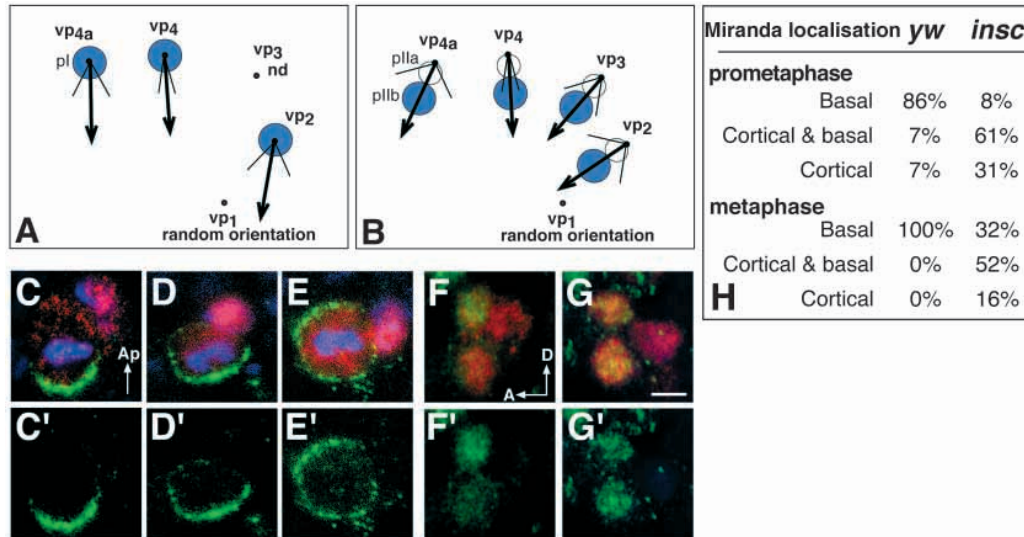 vp4a
vp4
pI
vp3
nd
vp2
vp1
random orientation
A
vp4a
vp4
pIIa
vp3
pIIb
vp2
vp1
random orientation
B
Miranda localisation yw insc
prometaphase
Basal 86% 8%
Cortical & basal 7% 61%
Cortical 7% 31%
metaphase
Basal 100% 32%
Cortical & basal 0% 52%
Cortical 0% 16%
H
C D E F G
Ap
D
A
C' D' E' F' G'